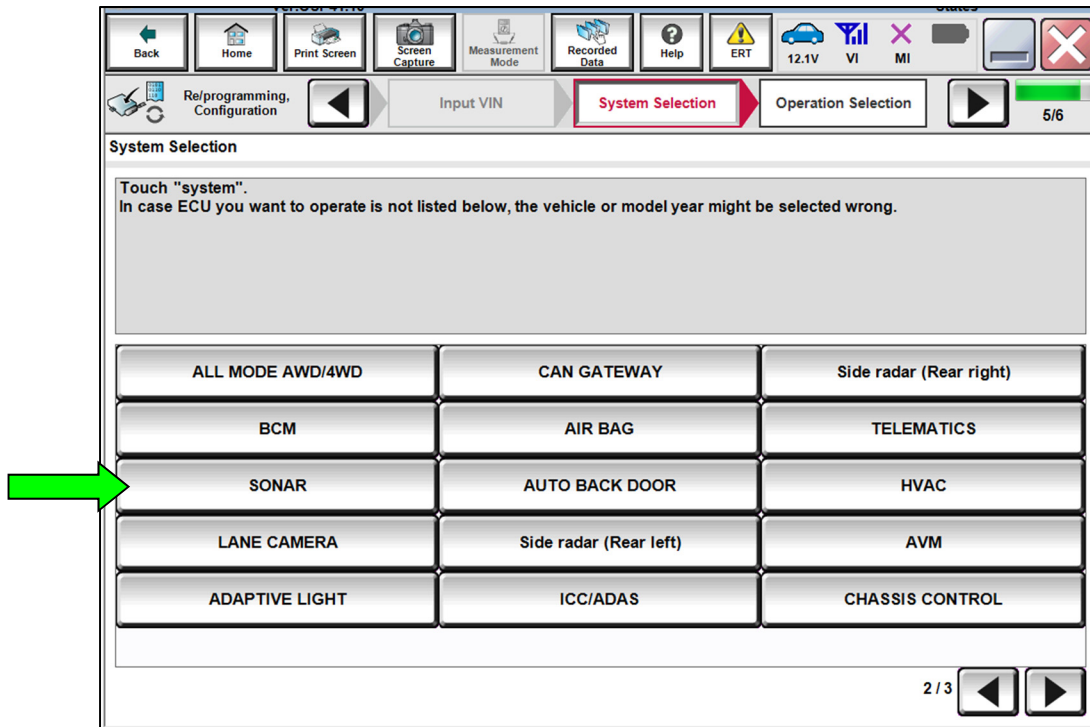 Back
Home
Print Screen
Screen
Capture
Measurement
Mode
Recorded
Data
Help
ERT
12.1V
VI
MI
Re/programming,
Configuration
Input VIN
System Selection
Operation Selection
5/6
System Selection
Touch "system".
In case ECU you want to operate is not listed below, the vehicle or model year might be selected wrong.
ALL MODE AWD/4WD
CAN GATEWAY
Side radar (Rear right)
BCM
AIR BAG
TELEMATICS
SONAR
AUTO BACK DOOR
HVAC
LANE CAMERA
Side radar (Rear left)
AVM
ADAPTIVE LIGHT
ICC/ADAS
CHASSIS CONTROL
2 / 3